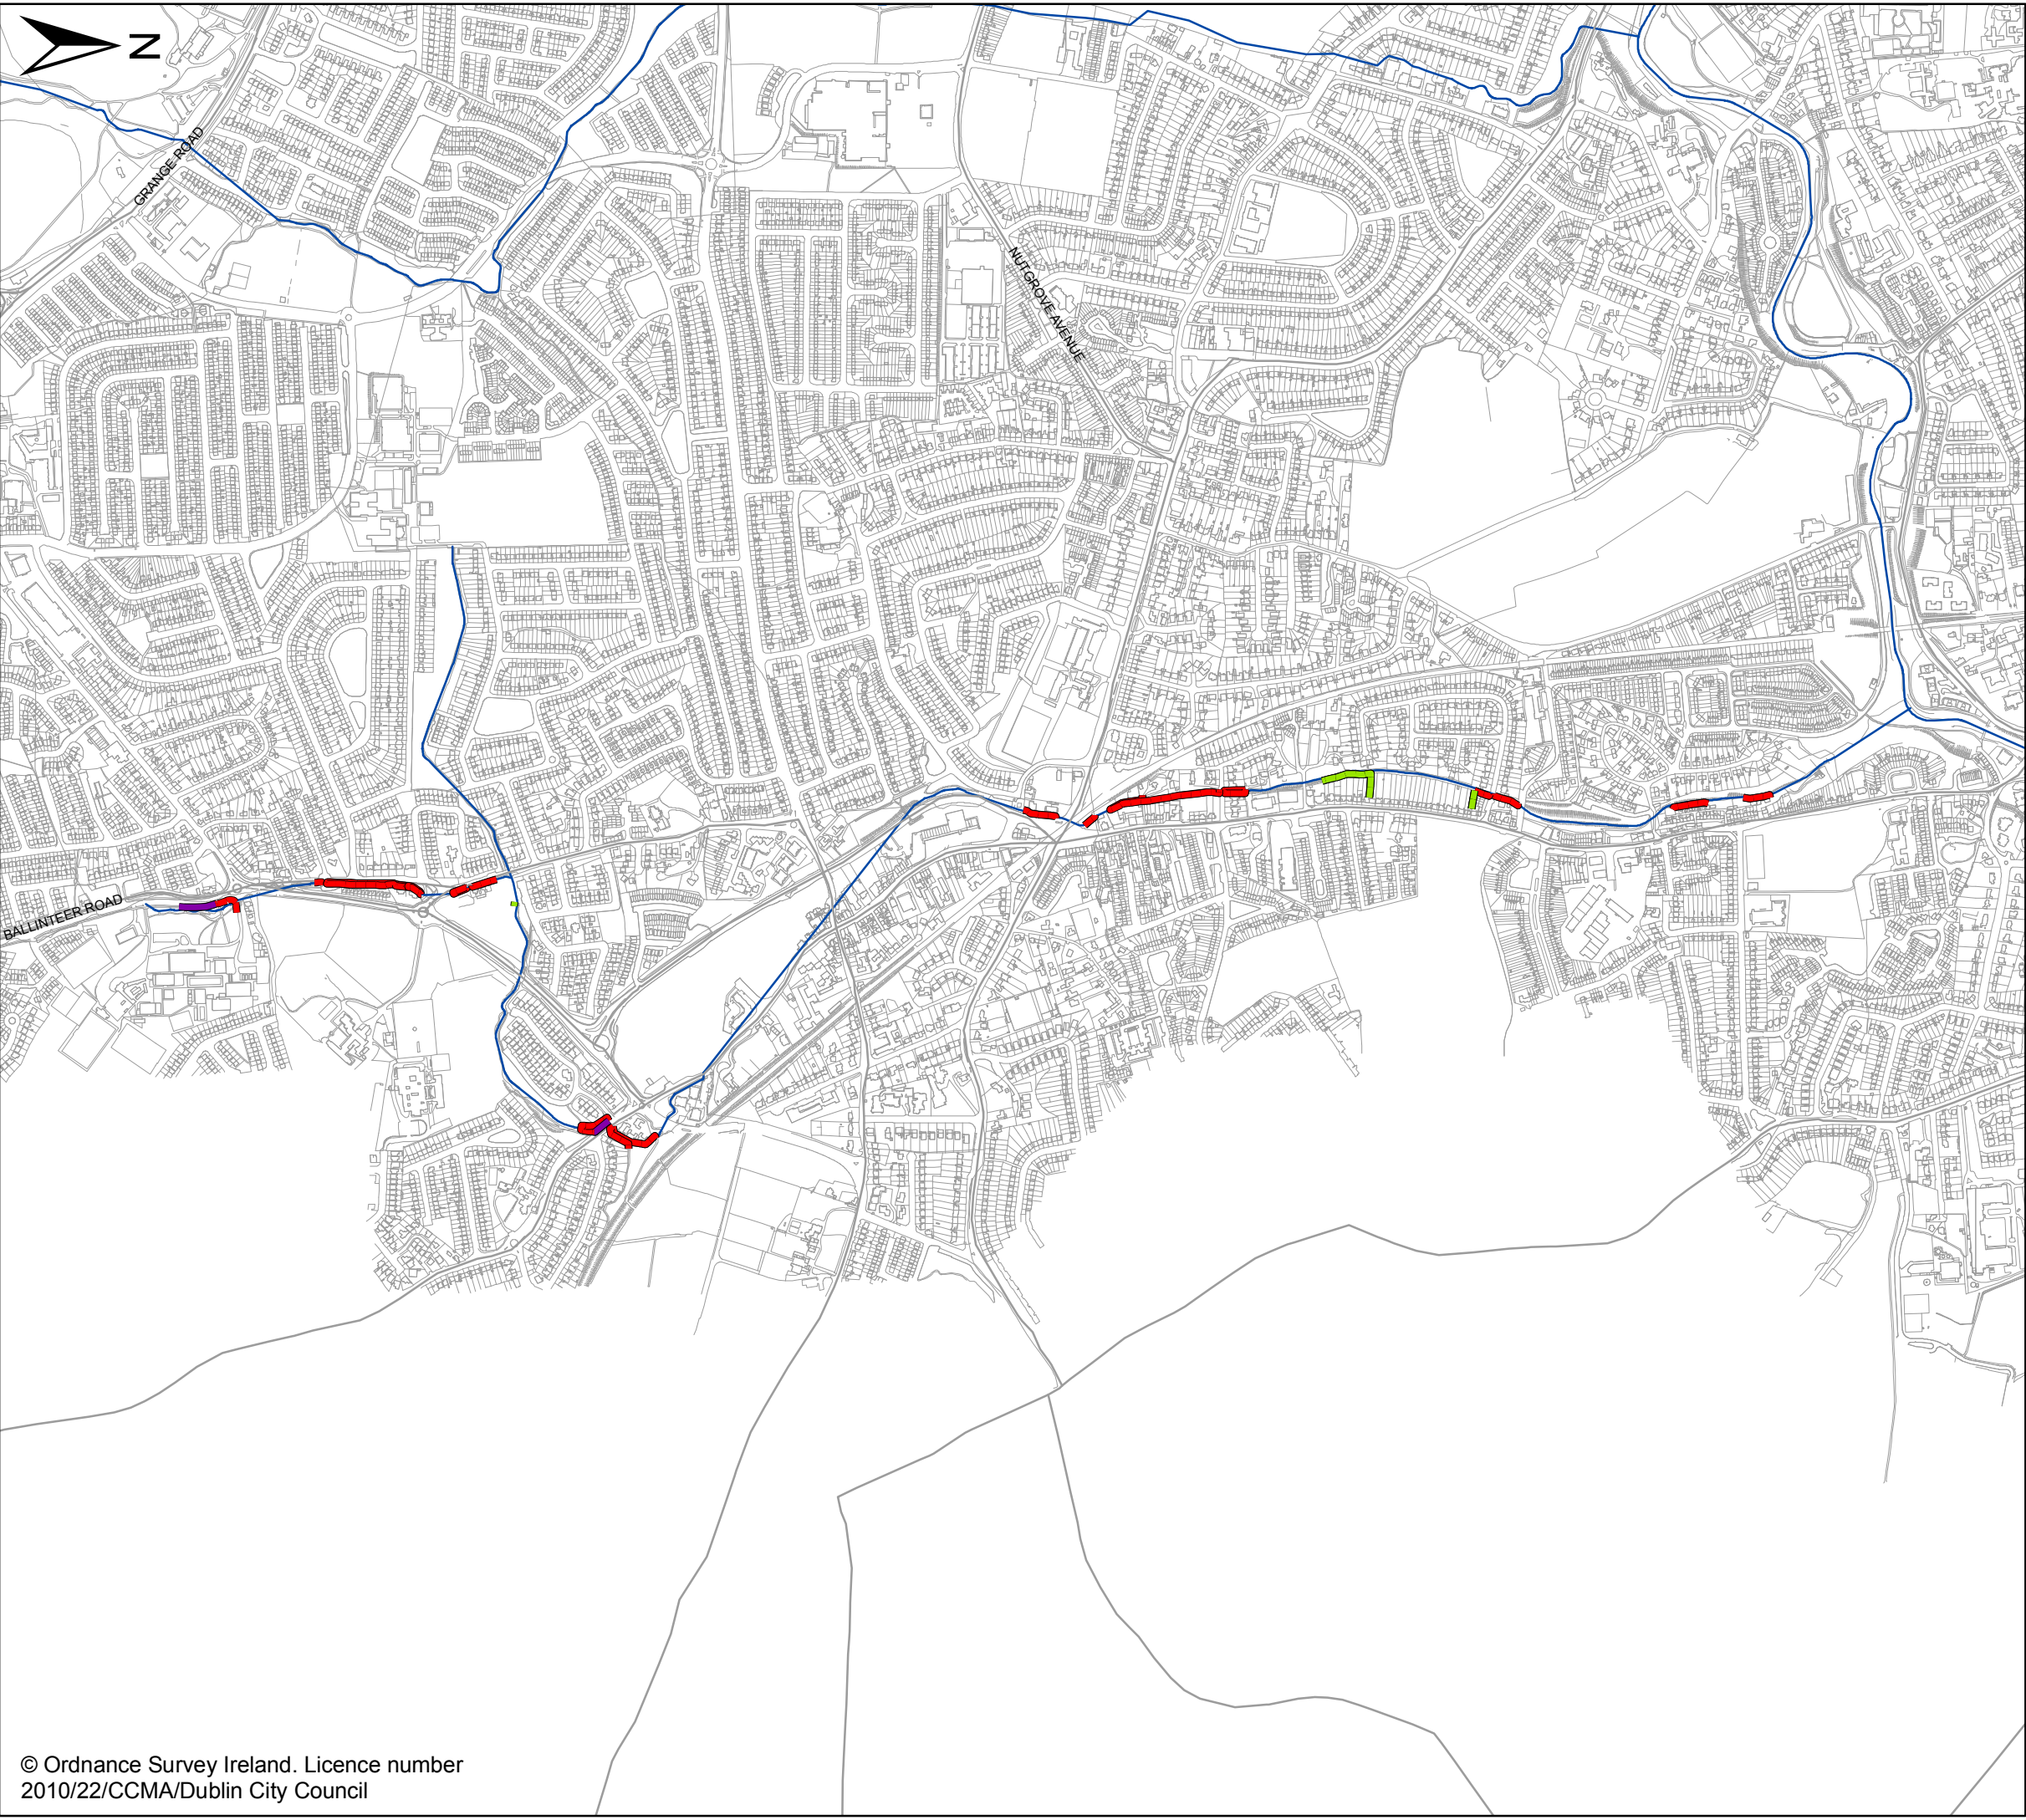 N
GRANGE ROAD
NUTGROVE AVENUE
BALLINTEER ROAD
© Ordnance Survey Ireland. Licence number
2010/22/CCMA/Dublin City Council